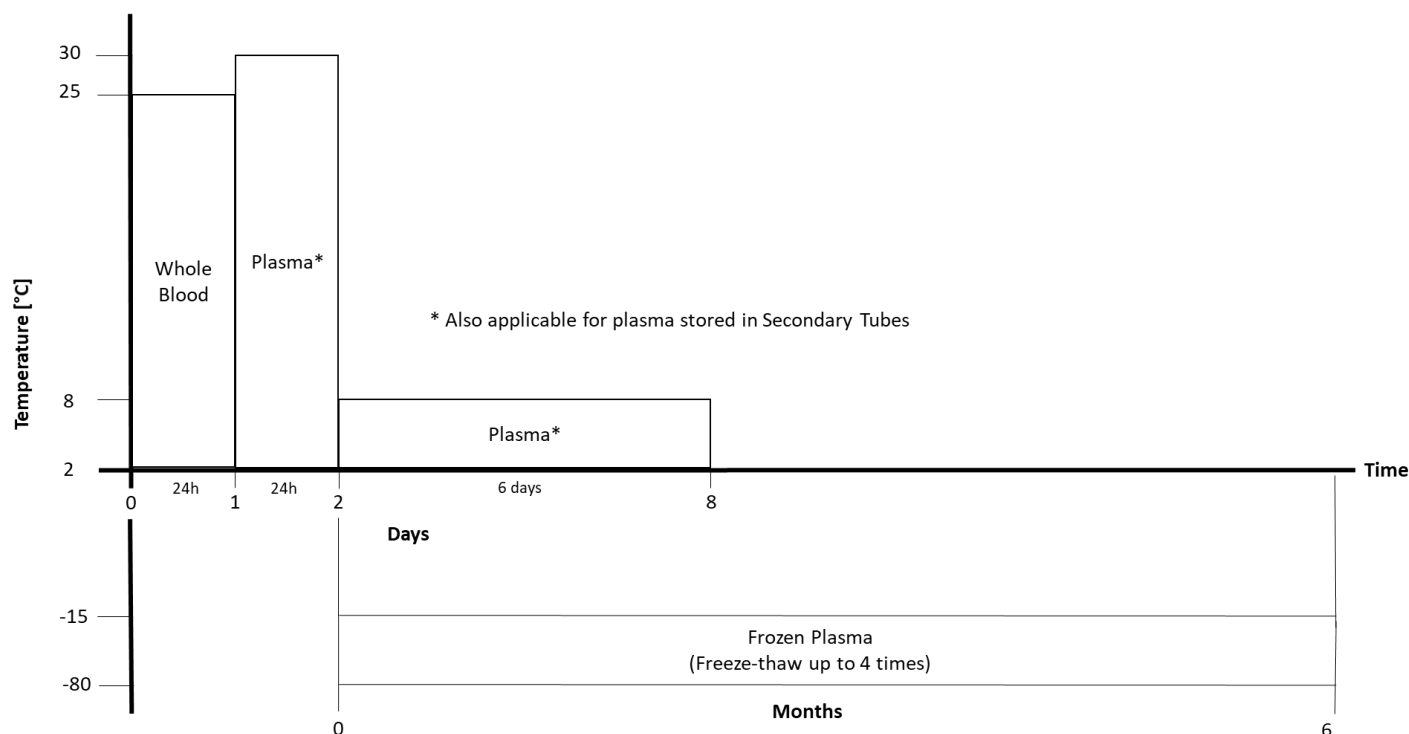 30
25
Whole
Blood
Plasma*
* Also applicable for plasma stored in Secondary Tubes
Temperature [°C]
8
Plasma*
2
Time
24h
24h
6 days
0
1
2
8
Days
-15
Frozen Plasma
(Freeze-thaw up to 4 times)
-80
Months
0
6